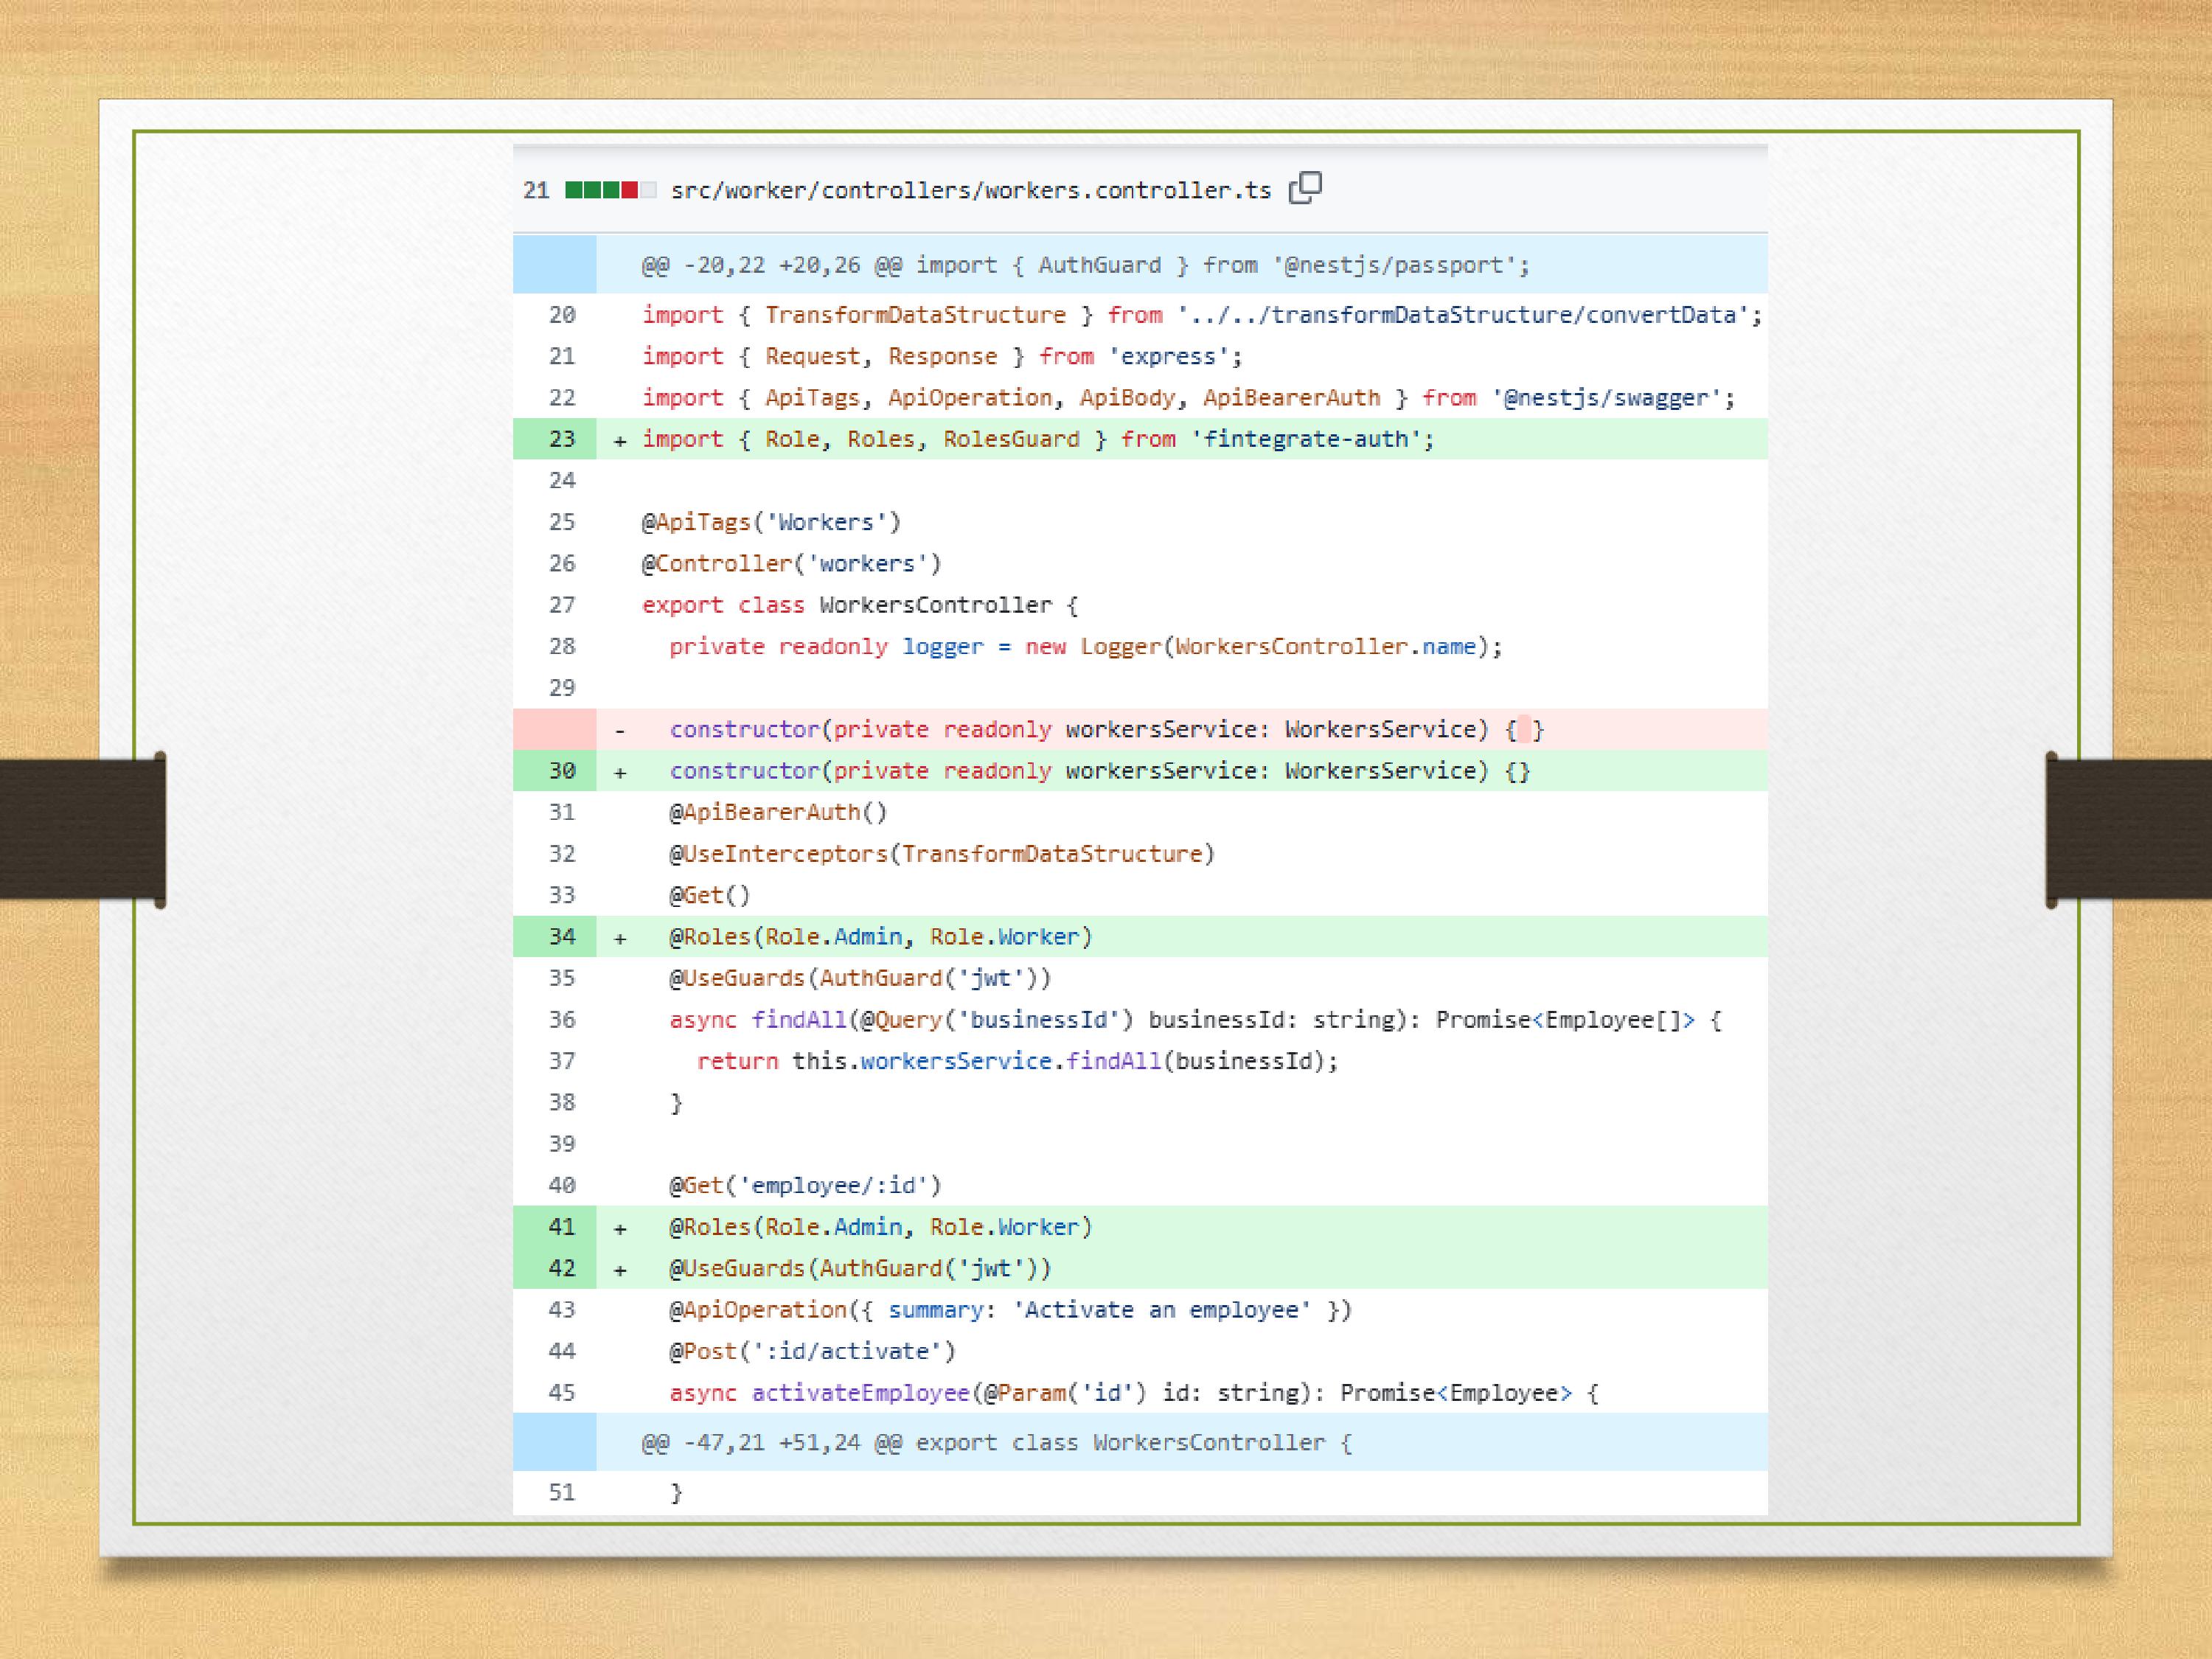 21 src/worker/controllers/workers.controller.ts
@@ -20,22 +20,26 @@ import { AuthGuard } from '@nestjs/passport';
20 import { TransformDataStructure } from '../../transformDataStructure/convertData';
21 import { Request, Response } from 'express';
22 import { ApiTags, ApiOperation, ApiBody, ApiBearerAuth } from '@nestjs/swagger';
23 + import { Role, Roles, RolesGuard } from 'fintegrate-auth';
24
25 @ApiTags('Workers')
26 @Controller('workers')
27 export class WorkersController {
28 private readonly logger = new Logger(WorkersController.name);
29
- constructor(private readonly workersService: WorkersService) { }
30 + constructor(private readonly workersService: WorkersService) {}
31 @ApiBearerAuth()
32 @UseInterceptors(TransformDataStructure)
33 @Get()
34 + @Roles(Role.Admin, Role.Worker)
35 @UseGuards(AuthGuard('jwt'))
36 async findAll(@Query('businessId') businessId: string): Promise<Employee[]> {
37 return this.workersService.findAll(businessId);
38 }
39
40 @Get('employee/:id')
41 + @Roles(Role.Admin, Role.Worker)
42 + @UseGuards(AuthGuard('jwt'))
43 @ApiOperation({ summary: 'Activate an employee' })
44 @Post(':id/activate')
45 async activateEmployee(@Param('id') id: string): Promise<Employee> {
@@ -47,21 +51,24 @@ export class WorkersController {
51 }